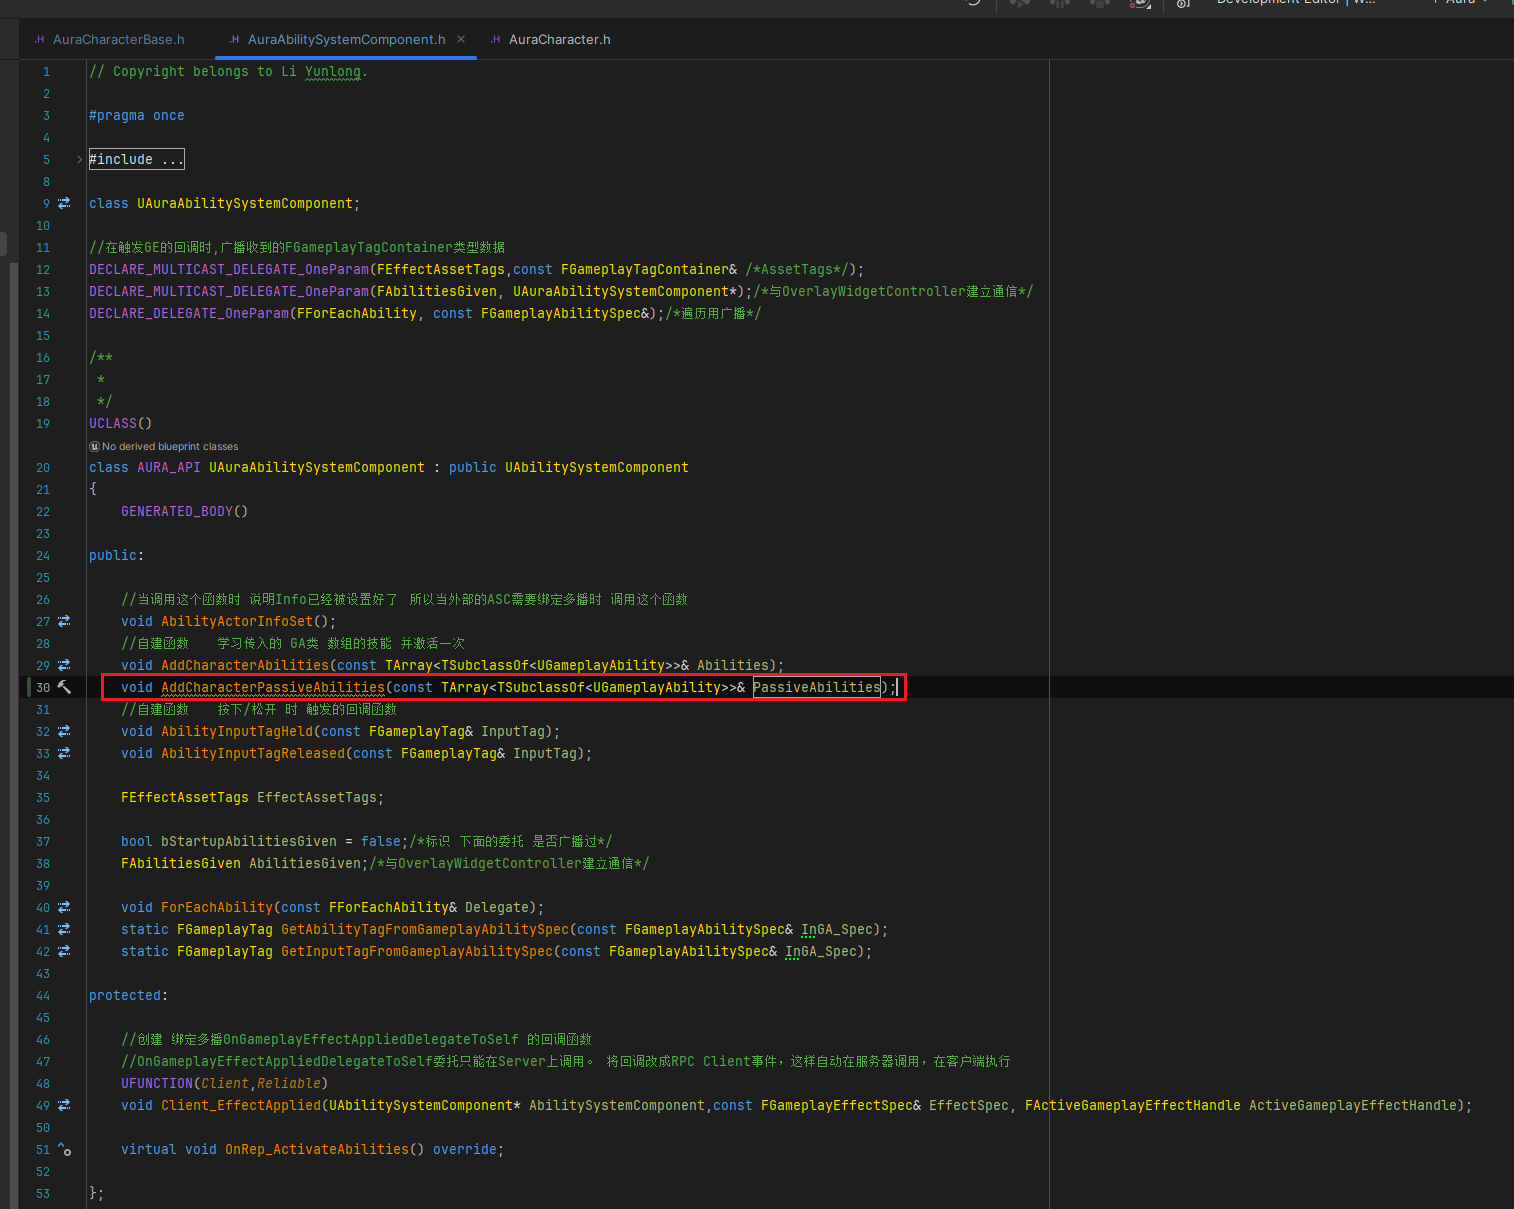 Development Editor | W...
Aura
AuraCharacterBase.h
AuraAbilitySystemComponent.h
AuraCharacter.h
1 // Copyright belongs to Li Yunlong.
2
3 #pragma once
4
5 #include ...
8
9 class UAuraAbilitySystemComponent;
10
11 //在触发GE的回调时,广播收到的FGameplayTagContainer类型数据
12 DECLARE_MULTICAST_DELEGATE_OneParam(FEffectAssetTags,const FGameplayTagContainer& /*AssetTags*/);
13 DECLARE_MULTICAST_DELEGATE_OneParam(FAbilitiesGiven, UAuraAbilitySystemComponent*);/*与OverlayWidgetController建立通信*/
14 DECLARE_DELEGATE_OneParam(FForEachAbility, const FGameplayAbilitySpec&);/*遍历用广播*/
15
16 /**
17 *
18 */
19 UCLASS()
No derived blueprint classes
20 class AURA_API UAuraAbilitySystemComponent : public UAbilitySystemComponent
21 {
22 GENERATED_BODY()
23
24 public:
25
26 //当调用这个函数时 说明Info已经被设置好了 所以当外部的ASC需要绑定多播时 调用这个函数
27 void AbilityActorInfoSet();
28 //自建函数 学习传入的 GA类 数组的技能 并激活一次
29 void AddCharacterAbilities(const TArray<TSubclassOf<UGameplayAbility>>& Abilities);
30 void AddCharacterPassiveAbilities(const TArray<TSubclassOf<UGameplayAbility>>& PassiveAbilities);
31 //自建函数 按下/松开 时 触发的回调函数
32 void AbilityInputTagHeld(const FGameplayTag& InputTag);
33 void AbilityInputTagReleased(const FGameplayTag& InputTag);
34
35 FEffectAssetTags EffectAssetTags;
36
37 bool bStartupAbilitiesGiven = false;/*标识 下面的委托 是否广播过*/
38 FAbilitiesGiven AbilitiesGiven;/*与OverlayWidgetController建立通信*/
39
40 void ForEachAbility(const FForEachAbility& Delegate);
41 static FGameplayTag GetAbilityTagFromGameplayAbilitySpec(const FGameplayAbilitySpec& InGA_Spec);
42 static FGameplayTag GetInputTagFromGameplayAbilitySpec(const FGameplayAbilitySpec& InGA_Spec);
43
44 protected:
45
46 //创建 绑定多播OnGameplayEffectAppliedDelegateToSelf 的回调函数
47 //OnGameplayEffectAppliedDelegateToSelf委托只能在Server上调用。 将回调改成RPC Client事件，这样自动在服务器调用，在客户端执行
48 UFUNCTION(Client,Reliable)
49 void Client_EffectApplied(UAbilitySystemComponent* AbilitySystemComponent,const FGameplayEffectSpec& EffectSpec, FActiveGameplayEffectHandle ActiveGameplayEffectHandle);
50
51 virtual void OnRep_ActivateAbilities() override;
52
53 };